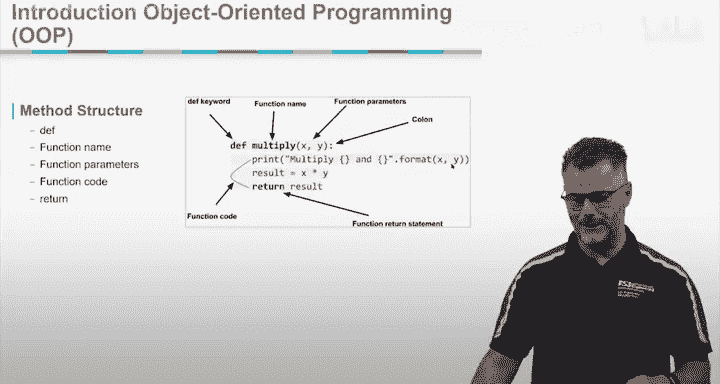 Introduction Object-Oriented Programming
(OOP)
Method Structure
– def
– Function name
– Function parameters
– Function code
– return
def keyword
Function name
Function parameters
Colon
def multiply(x, y):
print("Multiply {} and {}".format(x, y))
result = x * y
return result
Function code
Function return statement